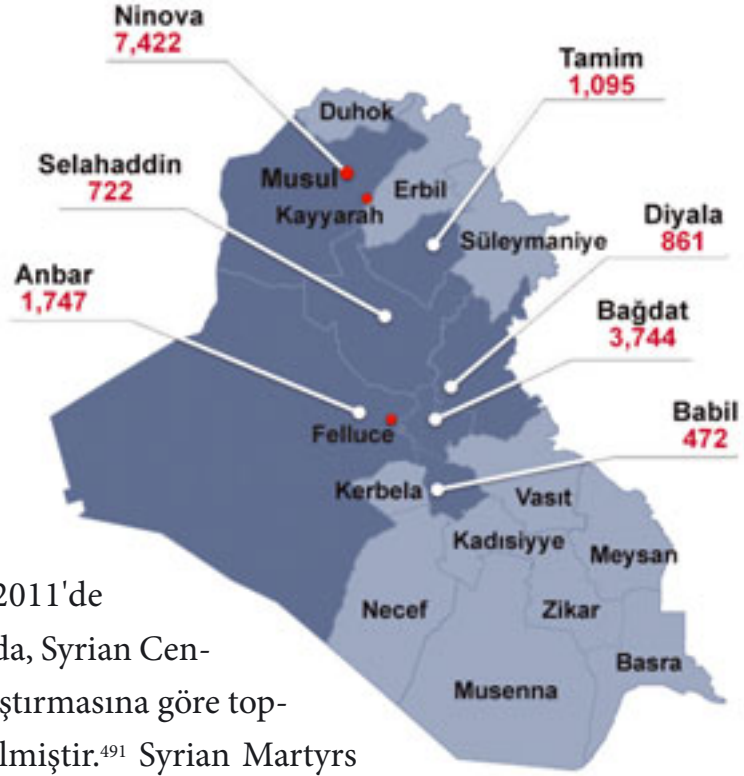 Ninova
7,422
Tamim
1,095
Duhok
Selahaddin
722
Musul
Erbil
Kayyarah
Süleymaniye
Diyala
861
Anbar
1,747
Bağdat
3,744
Felluce
Babil
472
Kerbela
Vasıt
Kadısiyye
Meysan
Necef
Zikar
Basra
Musenna
2011'de
da, Syrian Cen-
ştırmasına göre top-
lmiştir.491 Syrian Martyrs